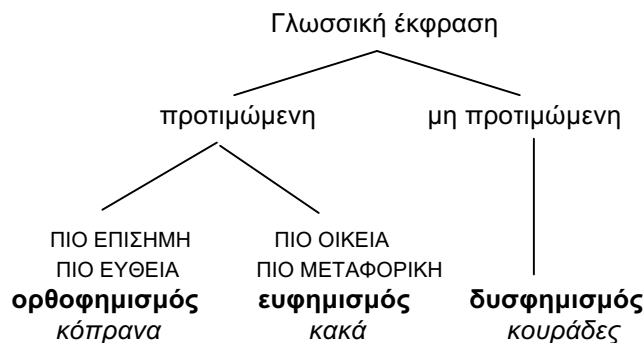 Γλωσσική έκφραση
προτιμώμενη μη προτιμώμενη
ΠΙΟ ΕΠΙΣΗΜΗ ΠΙΟ ΟΙΚΕΙΑ
ΠΙΟ ΕΥΘΕΙΑ ΠΙΟ ΜΕΤΑΦΟΡΙΚΗ
ορθοφημισμός ευφημισμός δυσφημισμός
κόπρανα κακά κουράδες